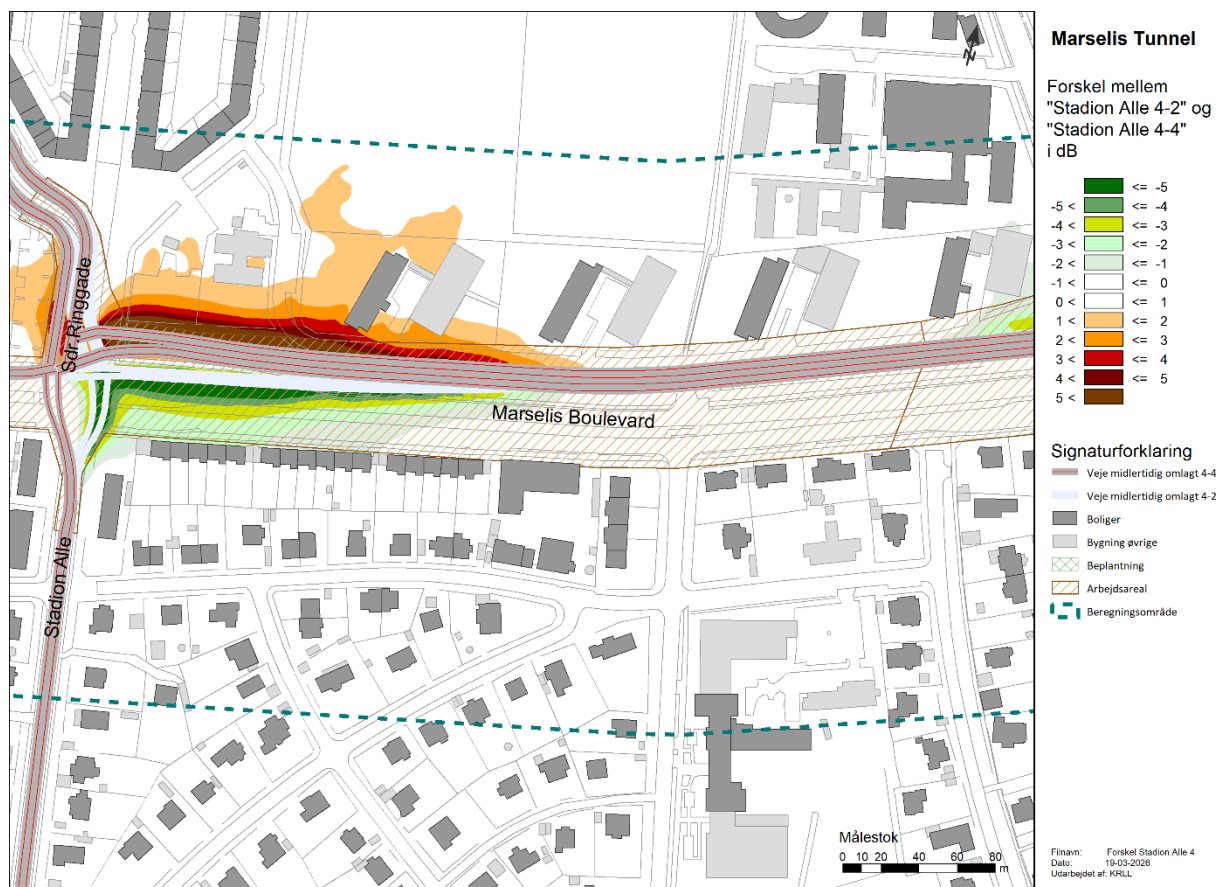 Marselis Tunnel
Forskel mellem
"Stadion Alle 4-2" og
"Stadion Alle 4-4"
i dB
<= -5
-5 < <= -4
-4 < <= -3
-3 < <= -2
-2 < <= -1
-1 < <= 0
0 < <= 1
1 < <= 2
2 < <= 3
3 < <= 4
4 < <= 5
5 <
Signaturforklaring
Veje midlertidig omlagt 4-4
Veje midlertidig omlagt 4-2
Boliger
Bygning øvrige
Beplantning
Arbejdsareal
Beregningsområde
N
Sdr. Ringgade
Marselis Boulevard
Stadion Alle
Målestok
0 10 20 40 60 80
m
Filnavn: Forskel Stadion Alle 4
Dato: 19-03-2026
Udarbejdet af: KRLL